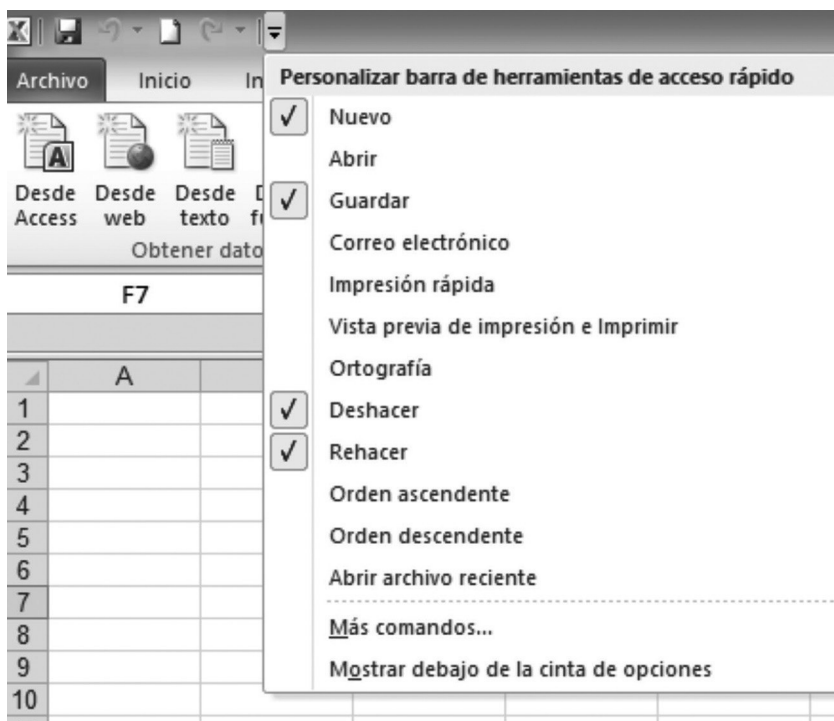 Archivo Inicio In
Personalizar barra de herramientas de acceso rápido
Nuevo
Abrir
Guardar
Correo electrónico
Impresión rápida
Vista previa de impresión e Imprimir
Ortografía
Deshacer
Rehacer
Orden ascendente
Orden descendente
Abrir archivo reciente
Más comandos...
Mostrar debajo de la cinta de opciones
Desde Access
Desde web
Desde texto
Obtener dato
F7
A
1
2
3
4
5
6
7
8
9
10